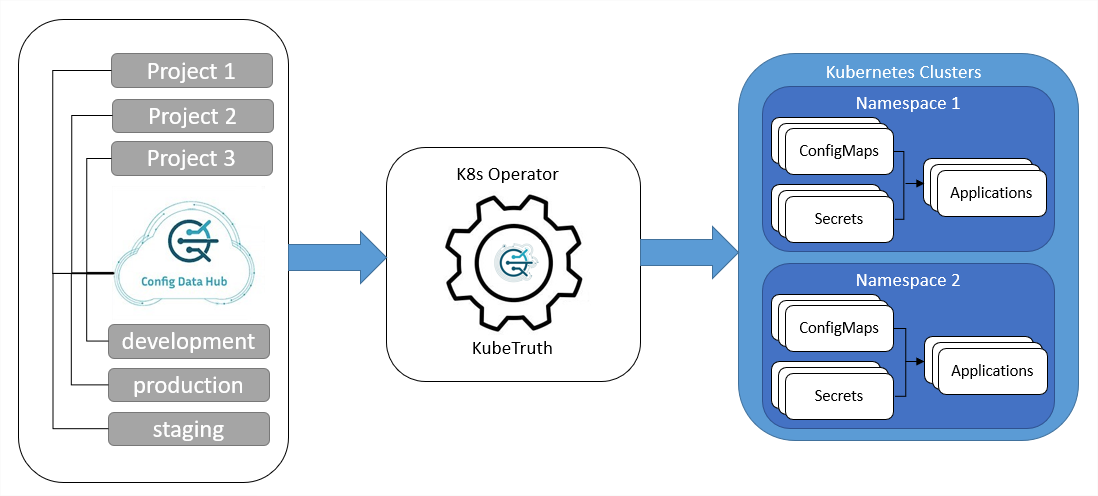 Project 1
Project 2
Project 3
Config Data Hub
development
production
staging
K8s Operator
KubeTruth
Kubernetes Clusters
Namespace 1
ConfigMaps
Secrets
Applications
Namespace 2
ConfigMaps
Secrets
Applications